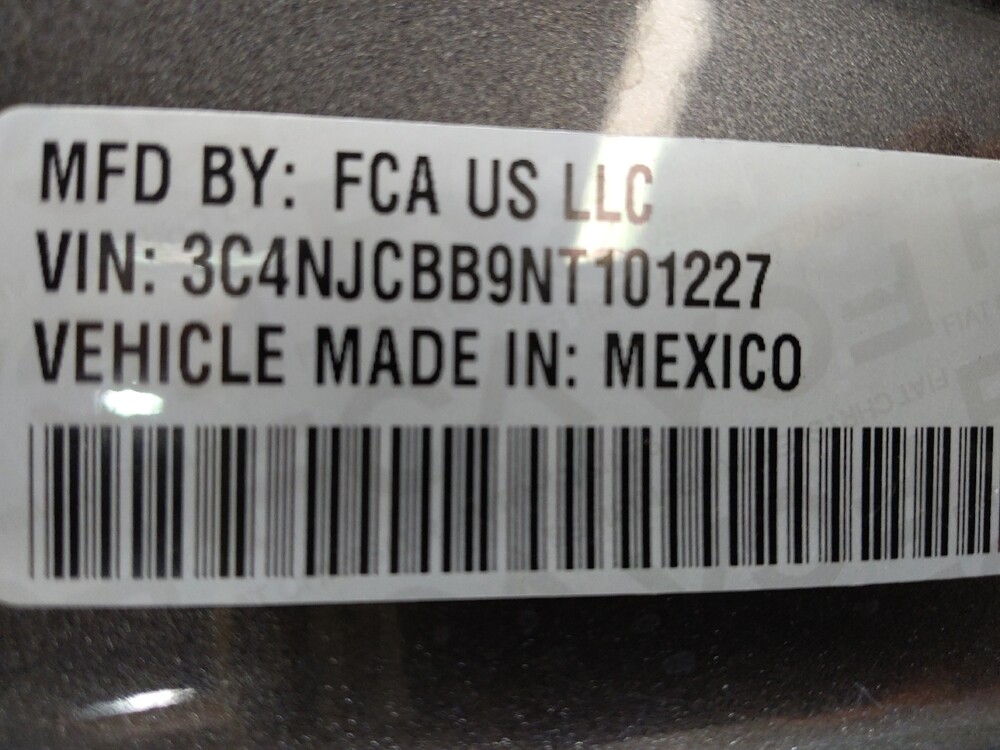 MFD BY: FCA US LLC
VIN: 3C4NJCBB9NT101227
VEHICLE MADE IN: MEXICO